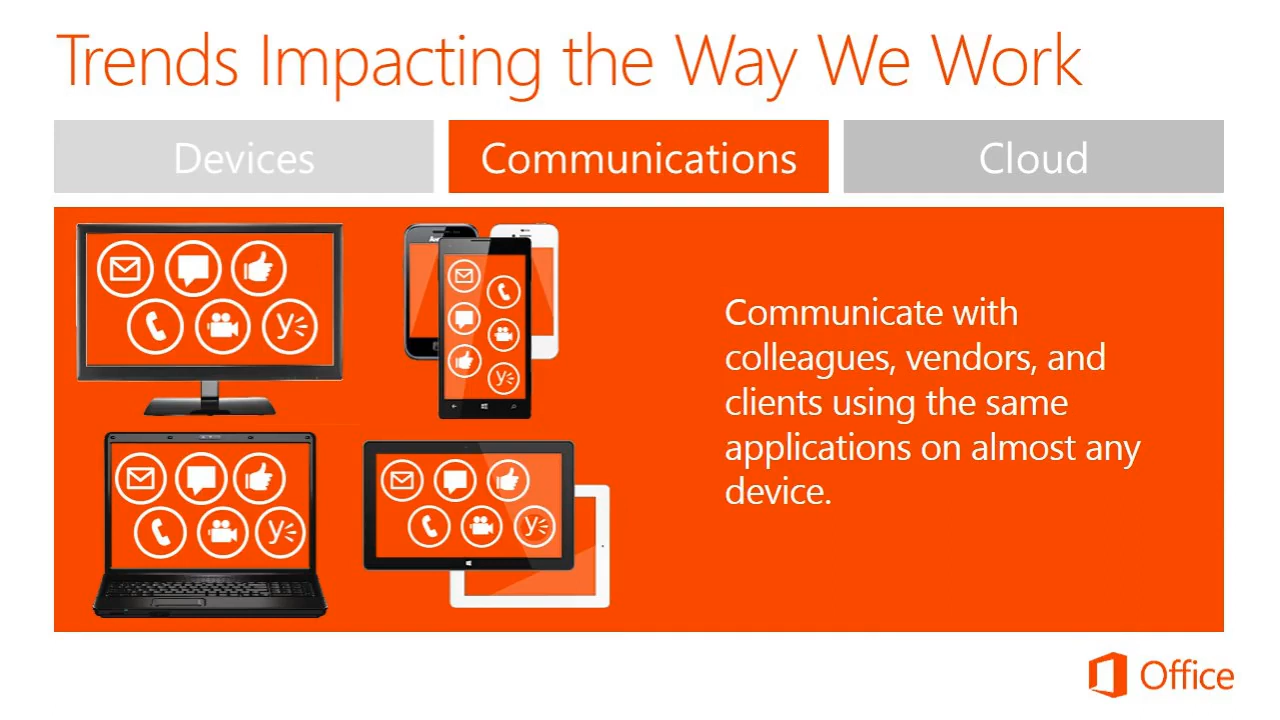 Trends Impacting the Way We Work
Devices
Communications
Cloud
Communicate with
colleagues, vendors, and
clients using the same
applications on almost any
device.
Office